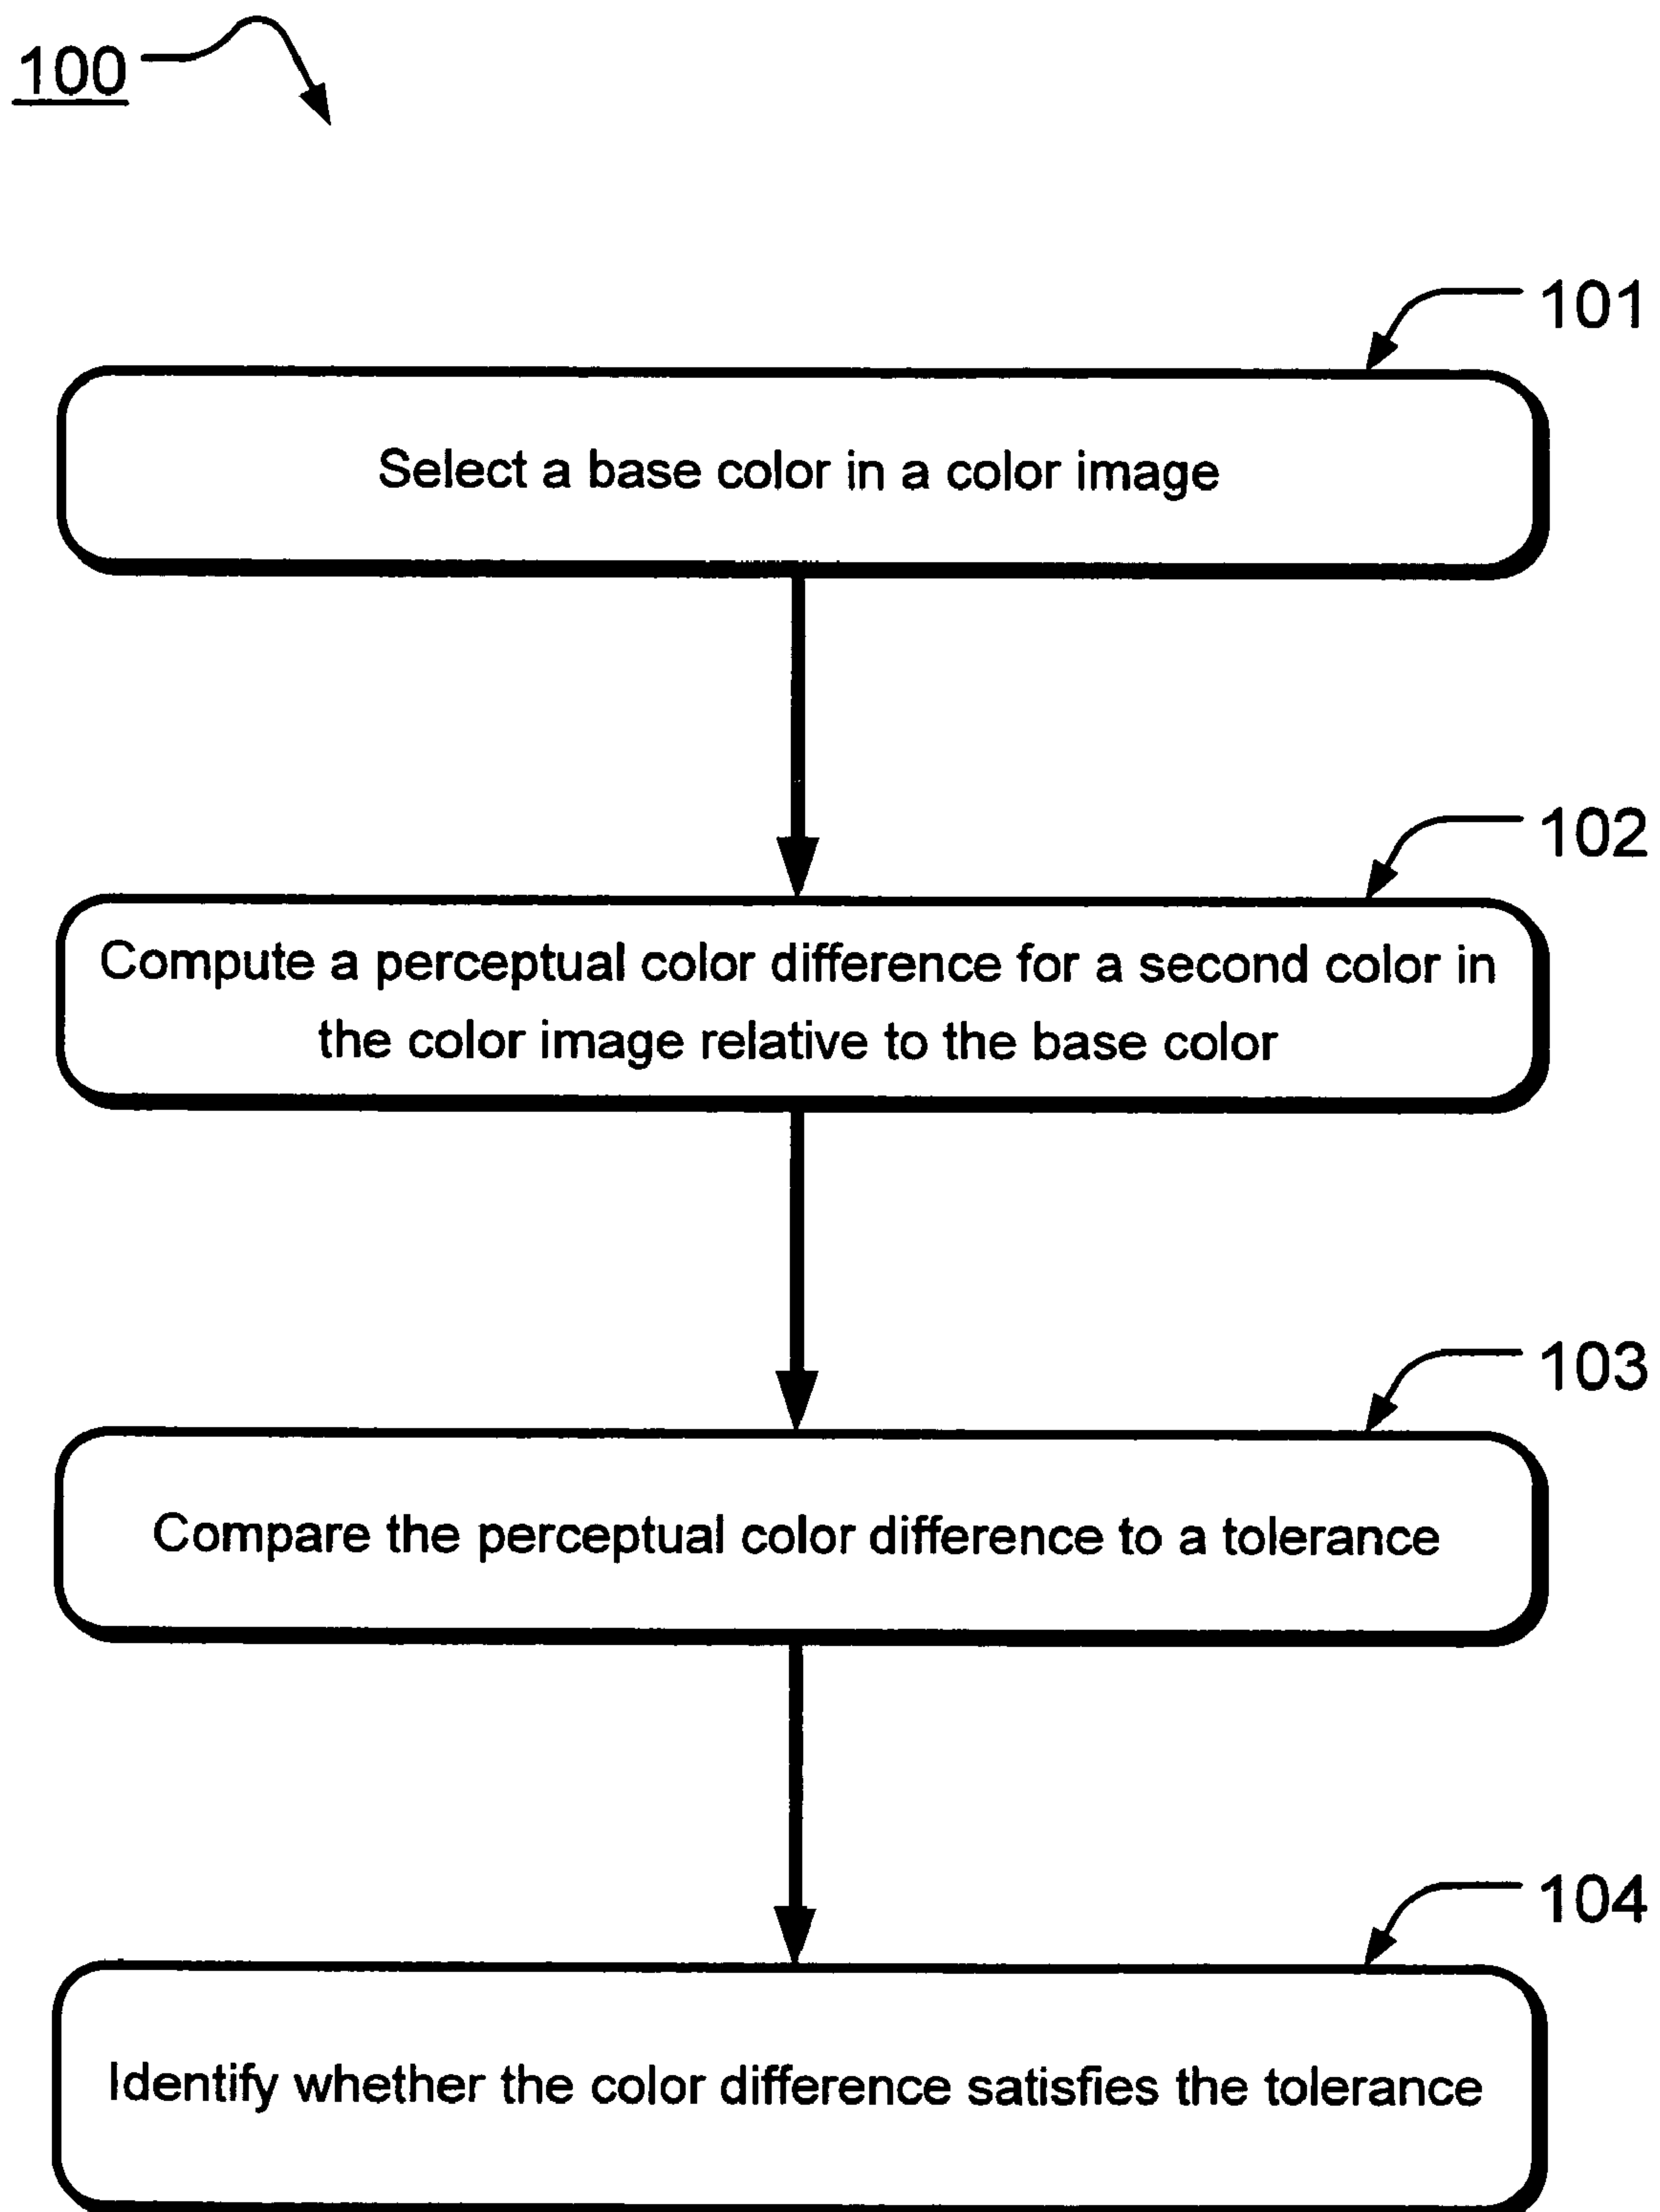 100
101
Select a base color in a color image
102
Compute a perceptual color difference for a second color in
the color image relative to the base color
103
Compare the perceptual color difference to a tolerance
104
Identify whether the color difference satisfies the tolerance